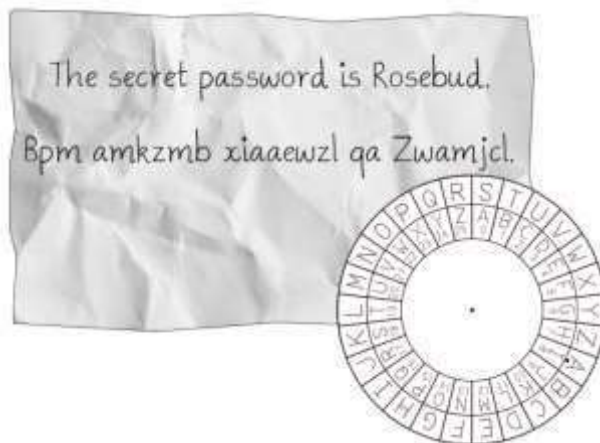 The secret password is Rosebud.
Bpm amkzmb xiaaewzl qa Zwamjcl.
A B C D E F G H I J K L M N O P Q R S T U V W X Y Z